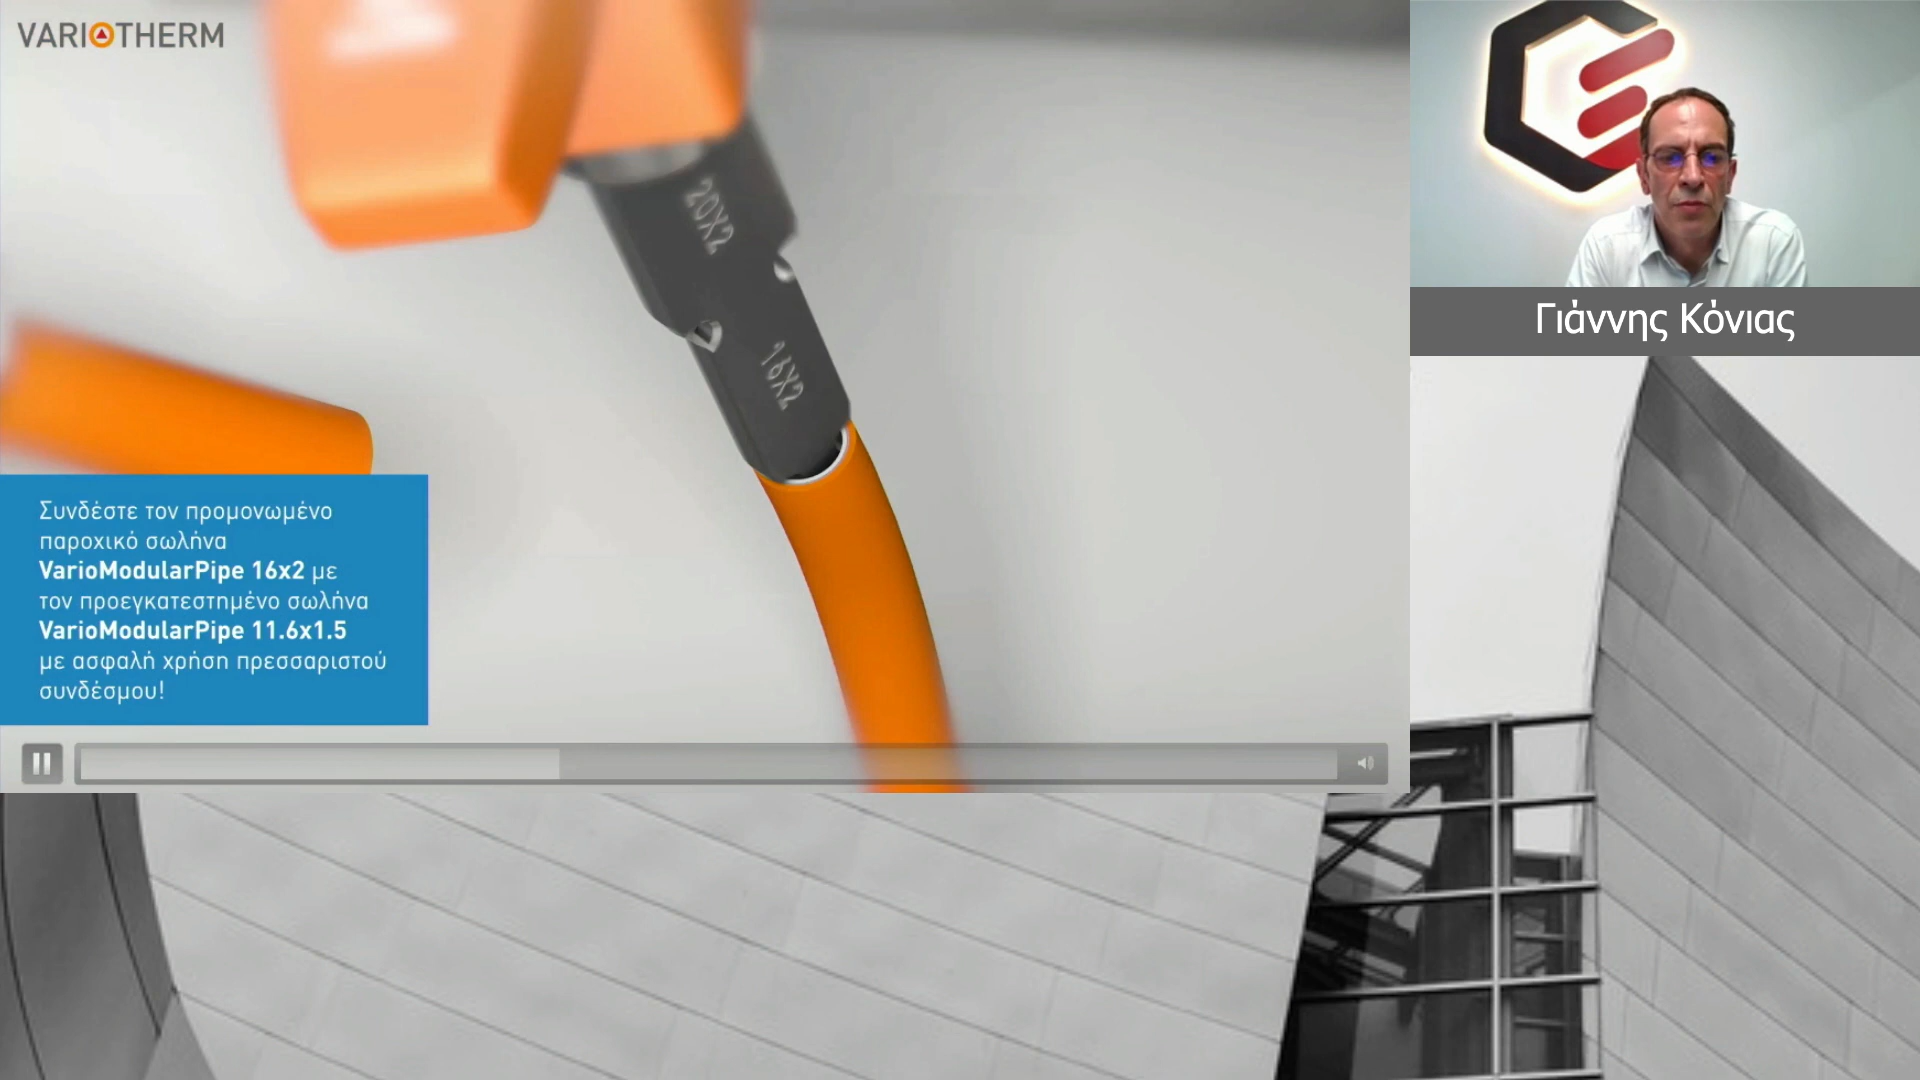 VARIOTHERM
20X2
16X2
Συνδέστε τον προμονωμένο
παροχικό σωλήνα
VarioModularPipe 16x2 με
τον προεγκατεστημένο σωλήνα
VarioModularPipe 11.6x1.5
με ασφαλή χρήση πρεσσαριστού
συνδέσμου!
Γιάννης Κόνιας